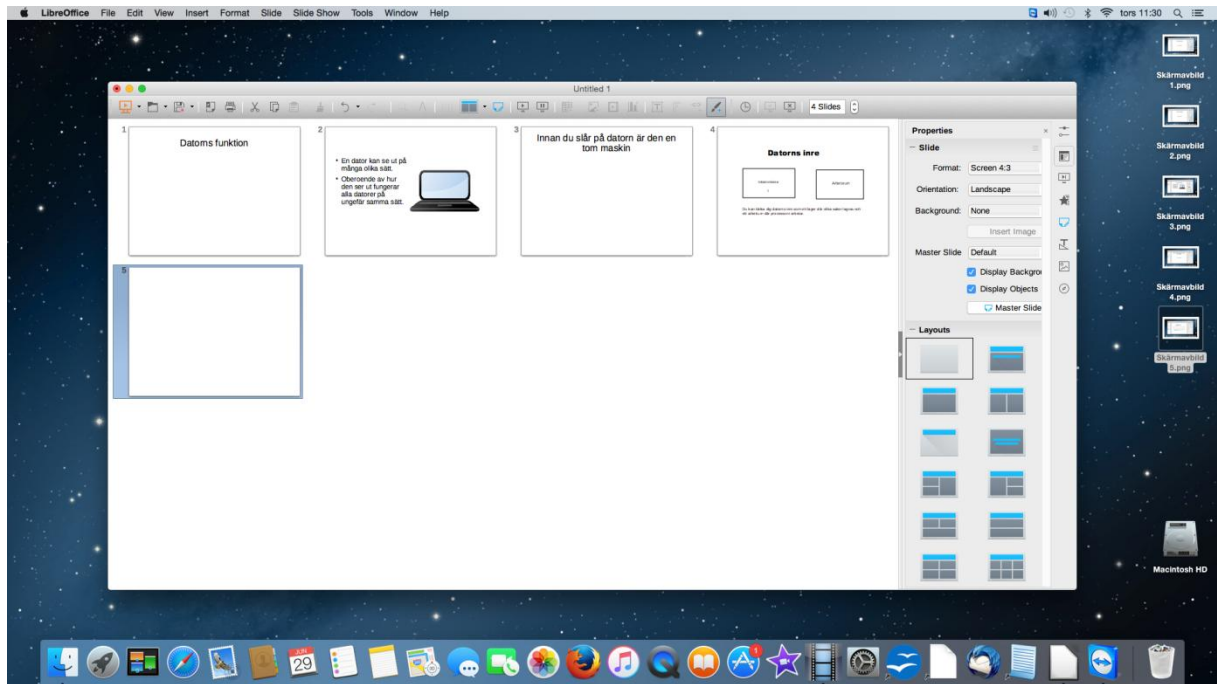 LibreOffice File Edit View Insert Format Slide Slide Show Tools Window Help tors 11:30
Untitled 1
4 Slides
1
Datorns funktion
2
• En dator kan se ut på
många olika sätt.
• Oberoende av hur
den ser ut fungerar
alla datorer på
ungefär samma sätt.
3
Innan du slår på datorn är den en
tom maskin
4
Datorns inre
5
Properties
Slide
Format: Screen 4:3
Orientation: Landscape
Background: None
Insert Image
Master Slide Default
Display Backgro
Display Objects
Master Slide
Layouts
Skärmavbild
1.png
Skärmavbild
2.png
Skärmavbild
3.png
Skärmavbild
4.png
Skärmavbild
5.png
Macintosh HD
JUN
29
1